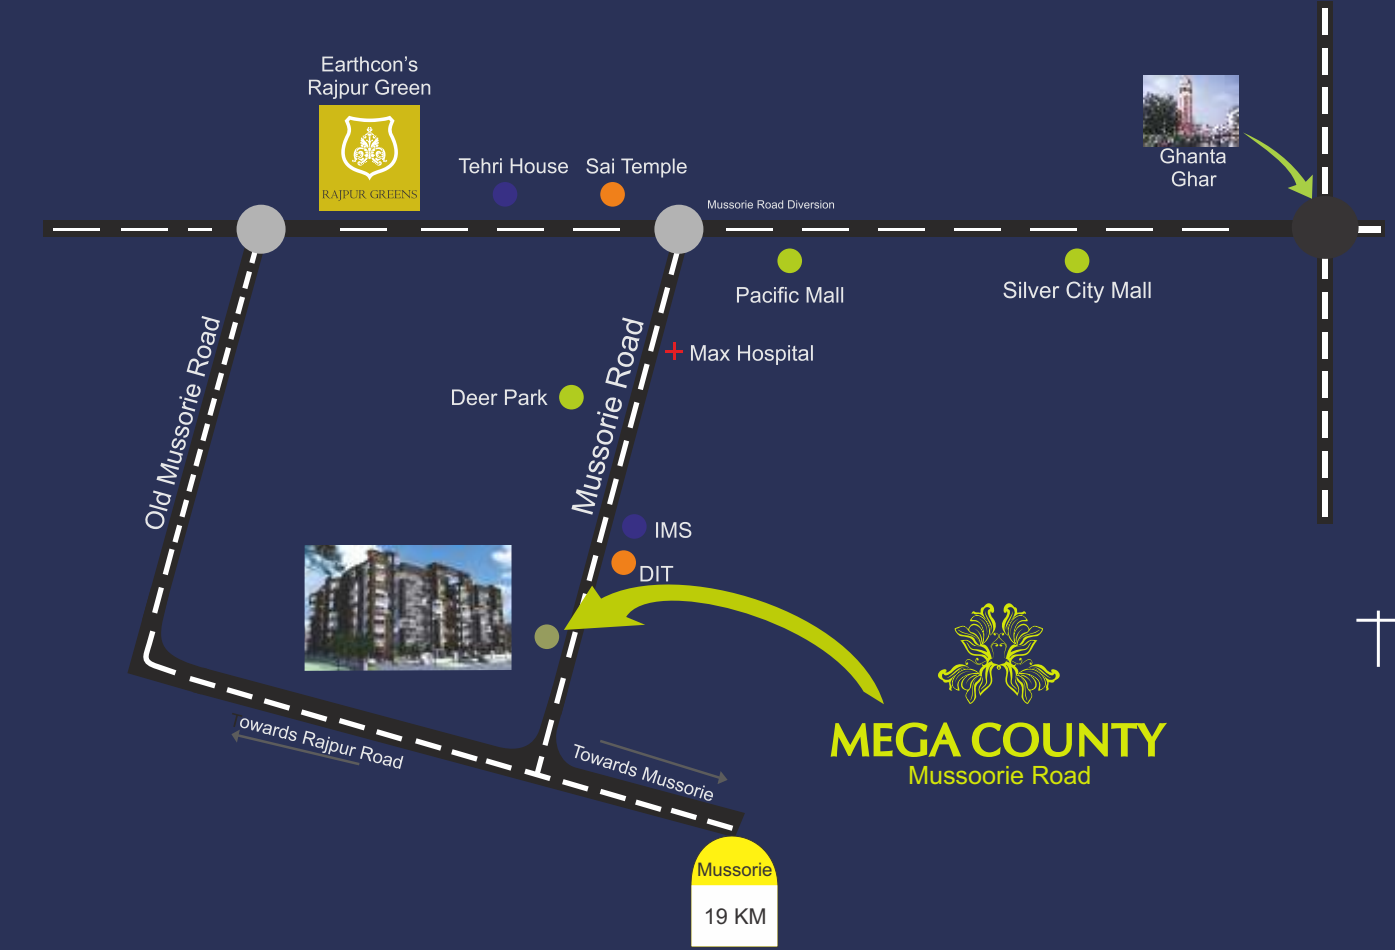 Earthcon's
Rajpur Green
RAJPUR GREENS
Tehri House
Sai Temple
Mussorie Road Diversion
Ghanta
Ghar
Pacific Mall
Silver City Mall
Max Hospital
Deer Park
Old Mussorie Road
Mussorie Road
IMS
DIT
MEGA COUNTY
Mussoorie Road
Towards Rajpur Road
Towards Mussorie
Mussorie
19 KM